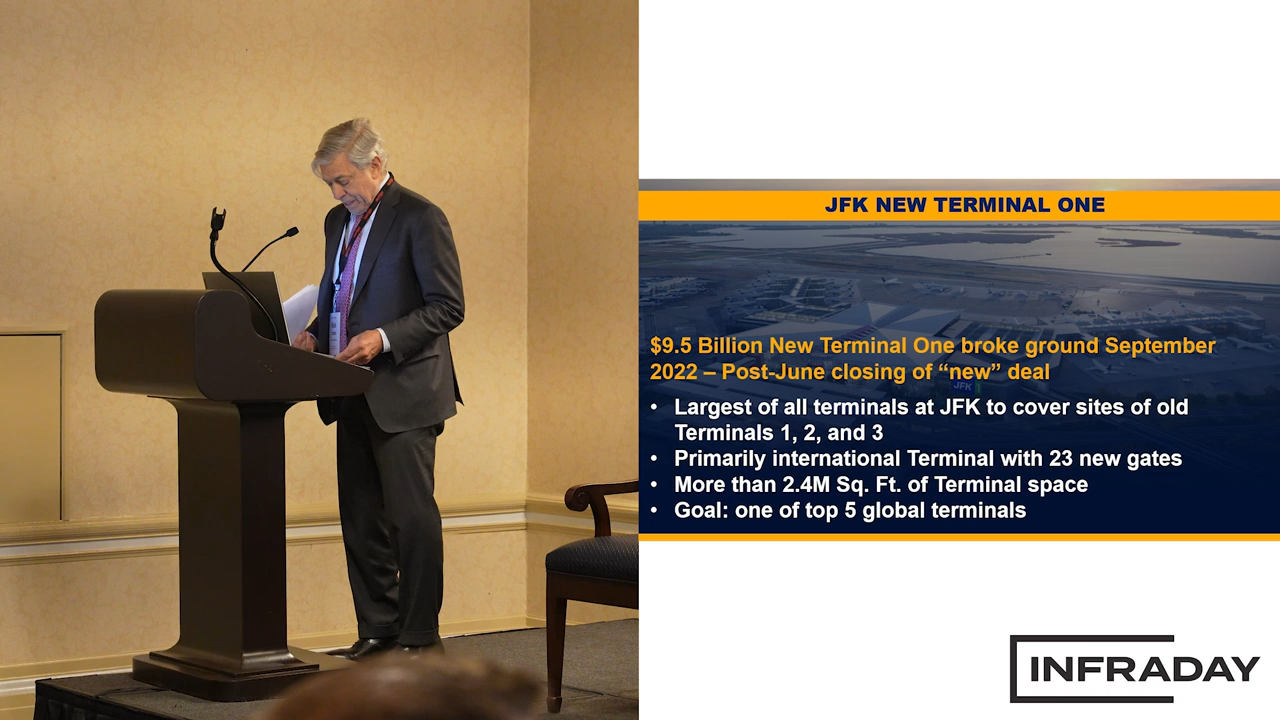 JFK NEW TERMINAL ONE
$9.5 Billion New Terminal One broke ground September
2022 – Post-June closing of “new” deal
• Largest of all terminals at JFK to cover sites of old
Terminals 1, 2, and 3
• Primarily international Terminal with 23 new gates
• More than 2.4M Sq. Ft. of Terminal space
• Goal: one of top 5 global terminals
JFK
INFRADAY